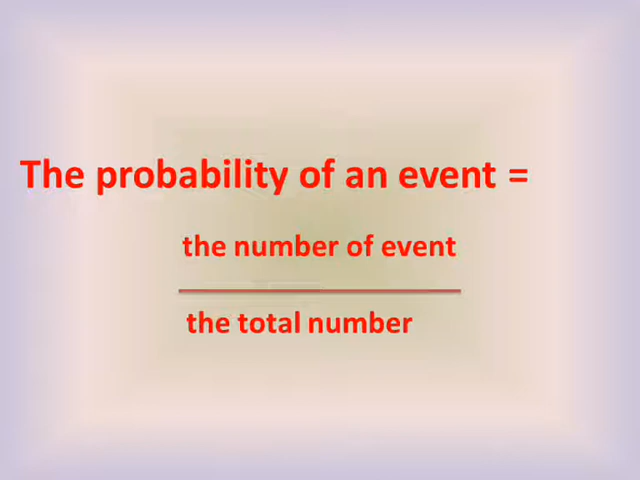 The probability of an event =
the number of event
the total number